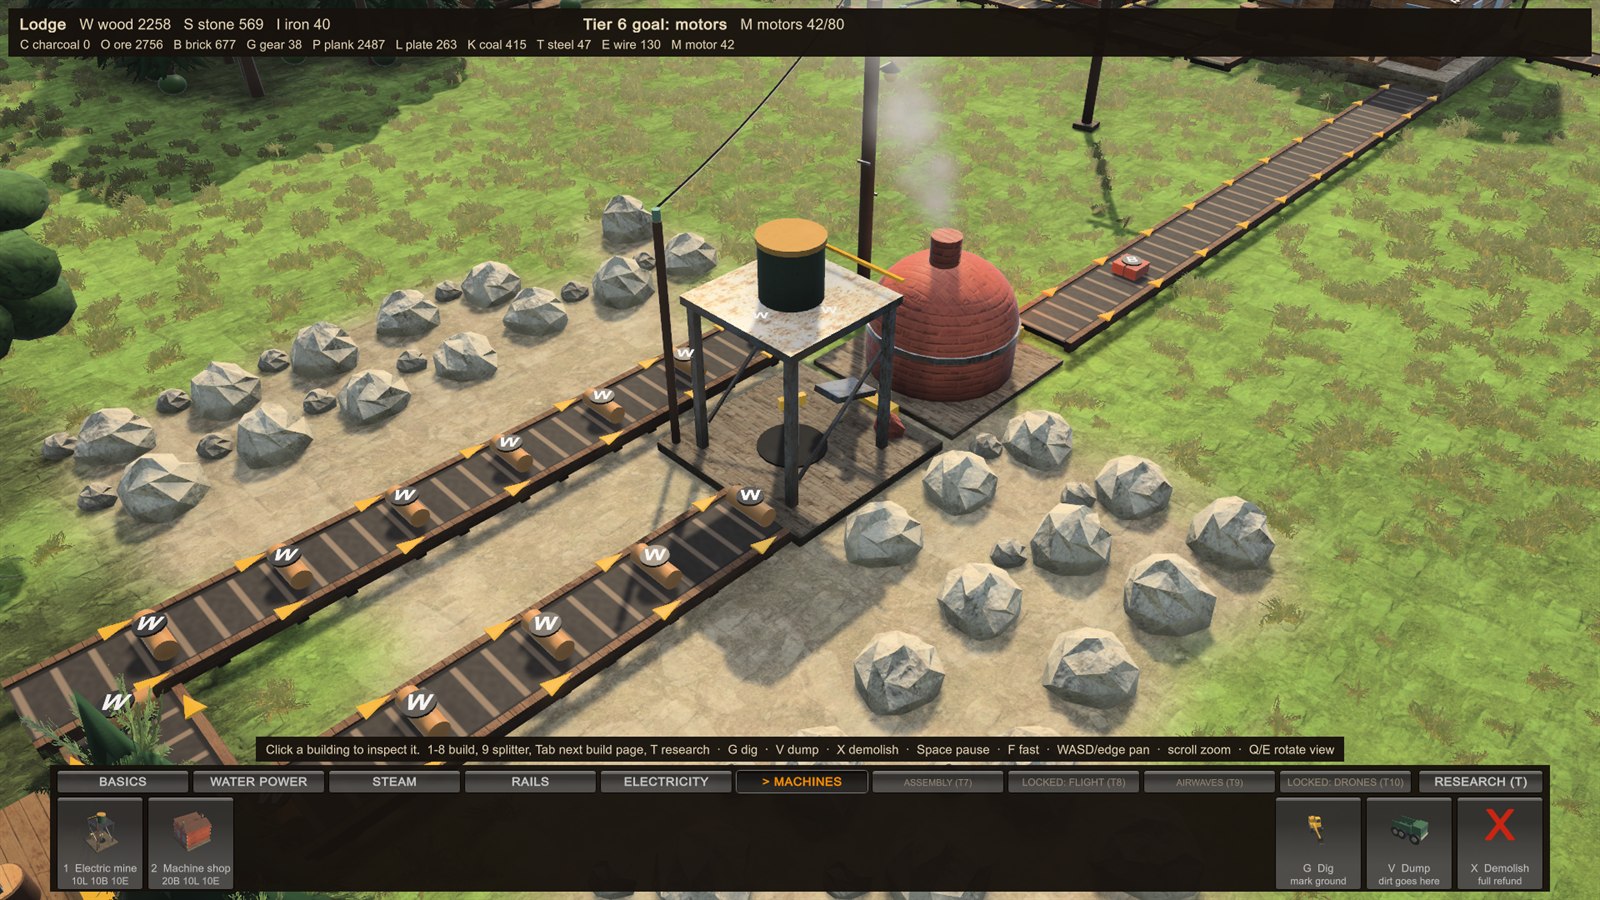 Lodge W wood 2258 S stone 569 I iron 40
Tier 6 goal: motors M motors 42/80
C charcoal 0 O ore 2756 B brick 677 G gear 38 P plank 2487 L plate 263 K coal 415 T steel 47 E wire 130 M motor 42
W
W
W
W
W
W
W
W
W
W
W
W
W
Click a building to inspect it. 1-8 build, 9 splitter, Tab next build page, T research · G dig · V dump · X demolish · Space pause · F fast · WASD/edge pan · scroll zoom · Q/E rotate view
BASICS
WATER POWER
STEAM
RAILS
ELECTRICITY
> MACHINES
ASSEMBLY (T7)
LOCKED: FLIGHT (T8)
AIRWAYS (T9)
LOCKED: DRONES (T10)
RESEARCH (T)
1 Electric mine
10L 10B 10E
2 Machine shop
20B 10L 10E
G Dig
mark ground
V Dump
dirt goes here
X Demolish
full refund